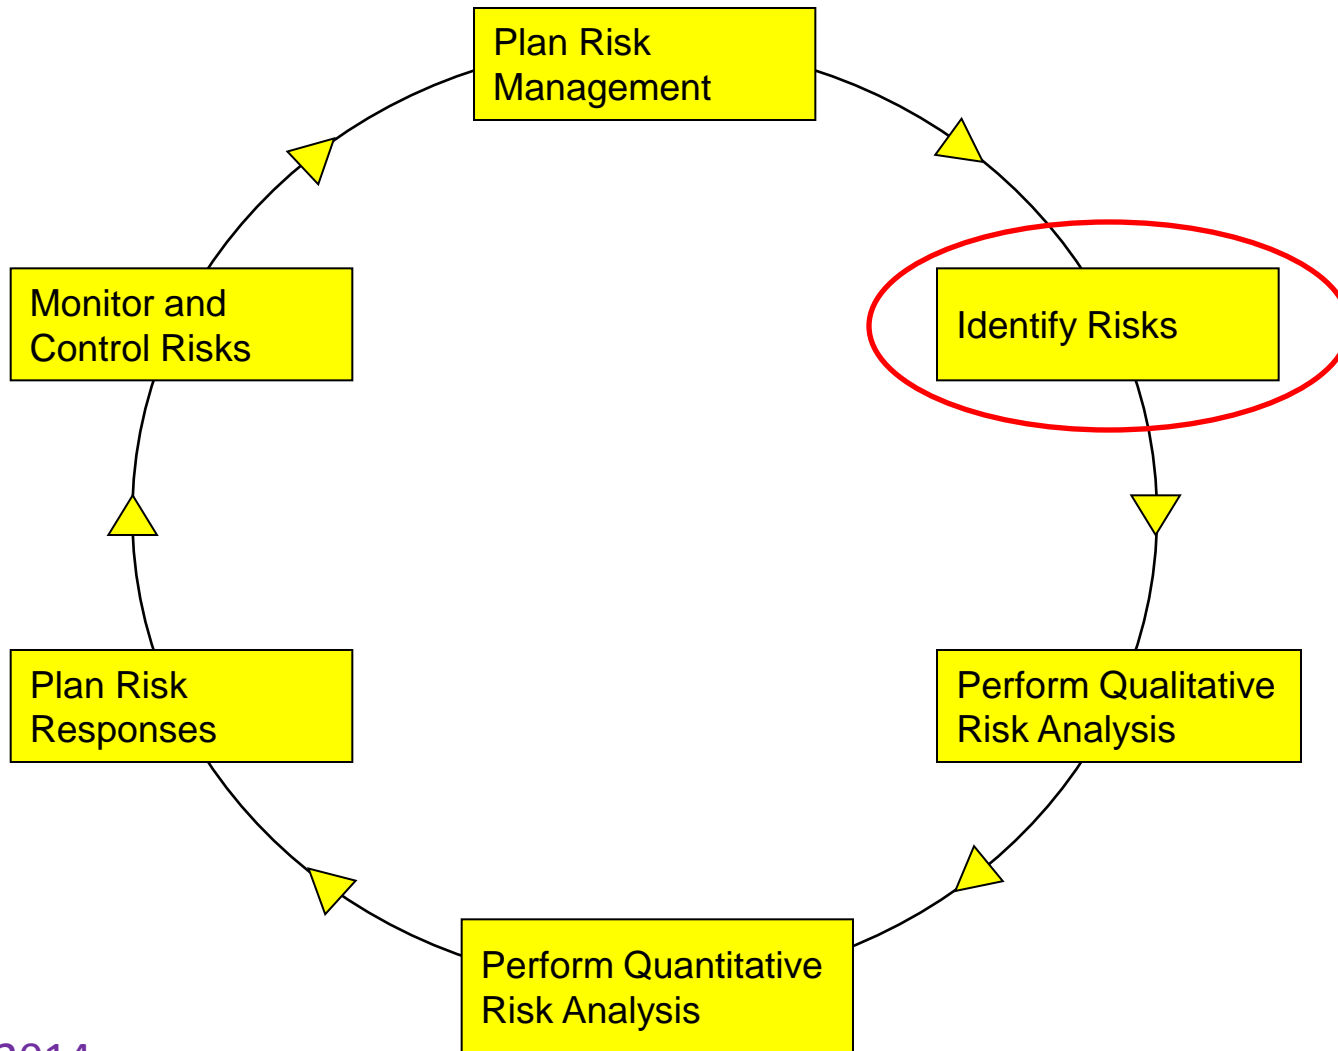 Plan Risk
Management
Identify Risks
Perform Qualitative
Risk Analysis
Perform Quantitative
Risk Analysis
Plan Risk
Responses
Monitor and
Control Risks
2014